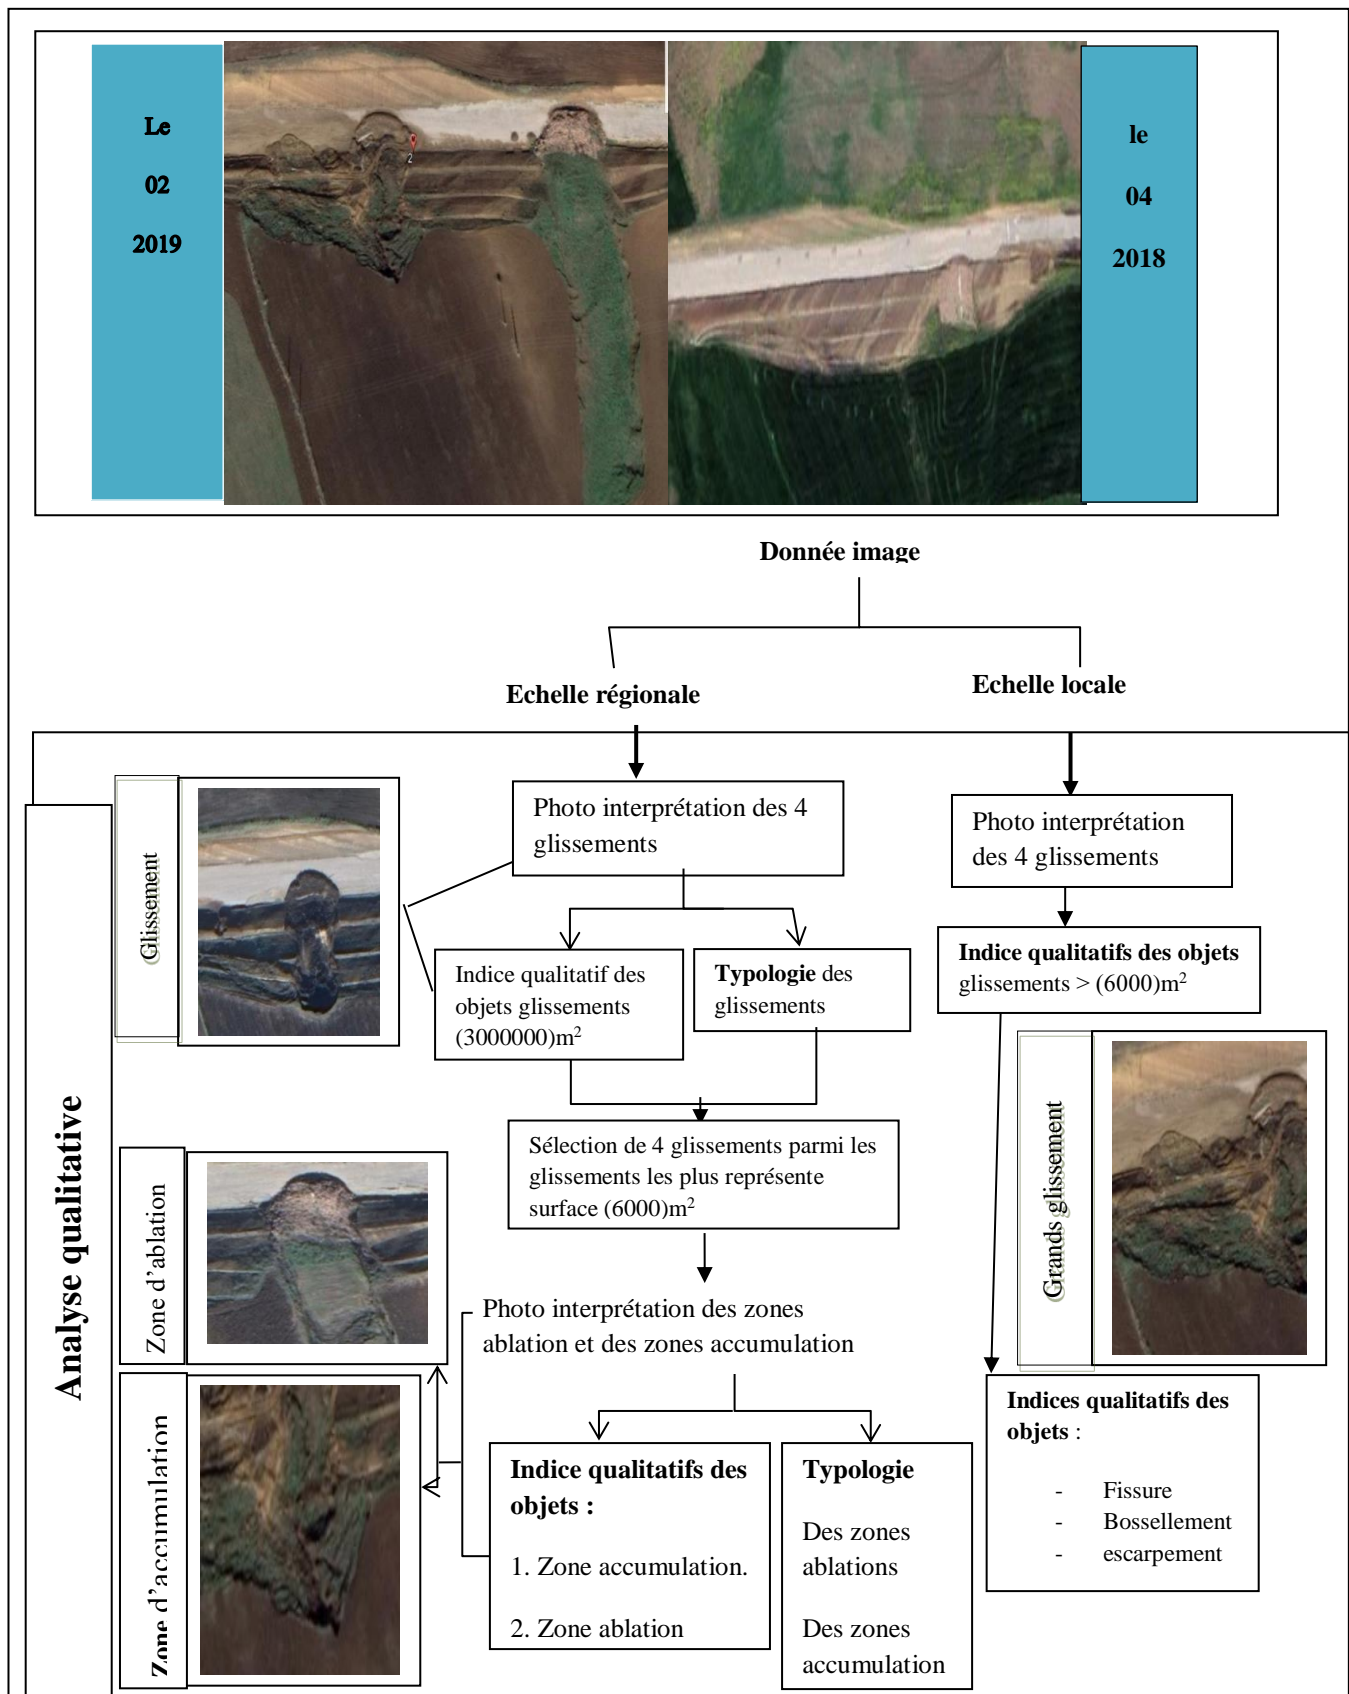 Le
02
2019
2
le
04
2018
Donnée image
Echelle régionale
Echelle locale
Analyse qualitative
Glissement
Photo interprétation des 4
glissements
Indice qualitatif des
objets glissements
(3000000)m²
Typologie des
glissements
Sélection de 4 glissements parmi les
glissements les plus représente
surface (6000)m²
Zone d'ablation
Photo interprétation des zones
ablation et des zones accumulation
Zone d'accumulation
Indice qualitatifs des
objets :
1. Zone accumulation.
2. Zone ablation
Typologie
Des zones
ablations
Des zones
accumulation
Photo interprétation
des 4 glissements
Indice qualitatifs des objets
glissements > (6000)m²
Grands glissement
Indices qualitatifs des
objets :
- Fissure
- Bossellement
- escarpement